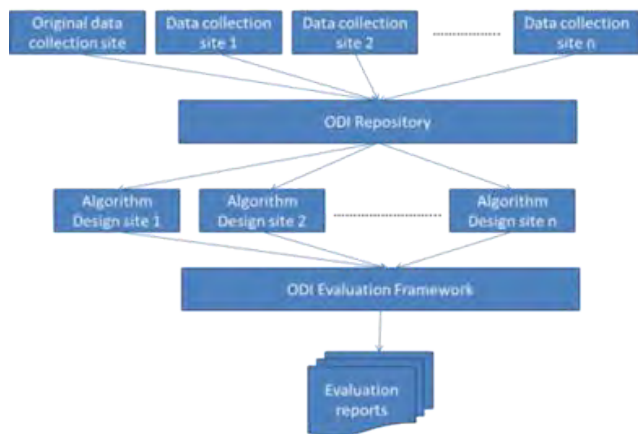 Original data
collection site
Data collection
site 1
Data collection
site 2
Data collection
site n
ODI Repository
Algorithm
Design site 1
Algorithm
Design site 2
Algorithm
Design site n
ODI Evaluation Framework
Evaluation
reports